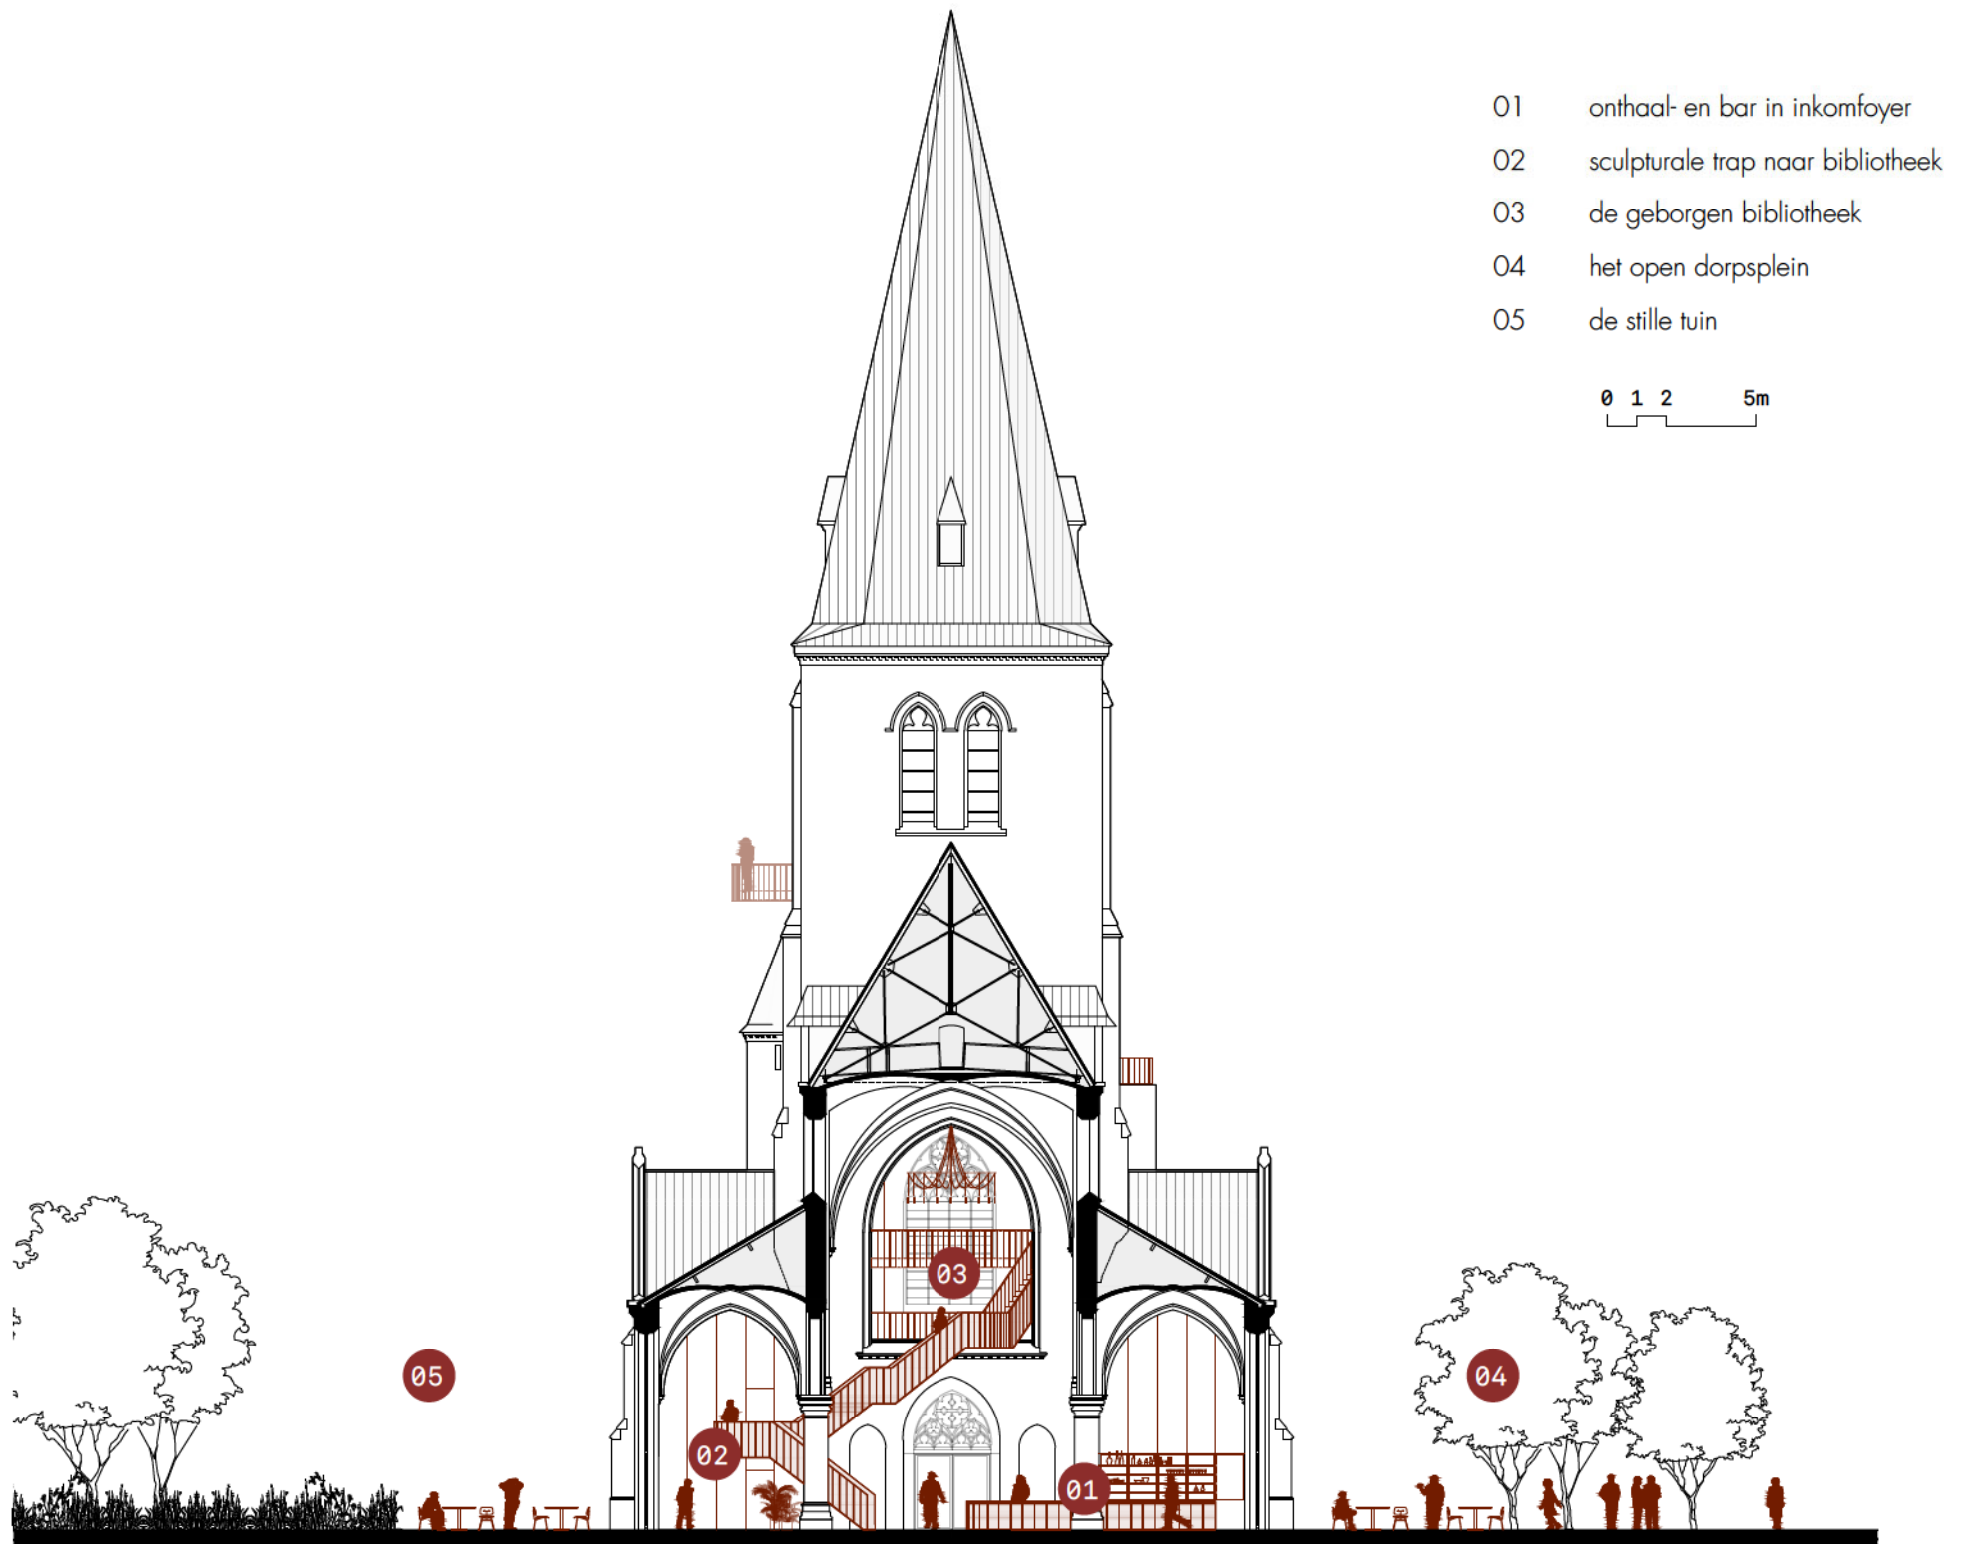 01 onthaal- en bar in inkomfoyer
02 sculpturale trap naar bibliotheek
03 de geborgen bibliotheek
04 het open dorpsplein
05 de stille tuin
0 1 2 5m
03
05
04
02
01